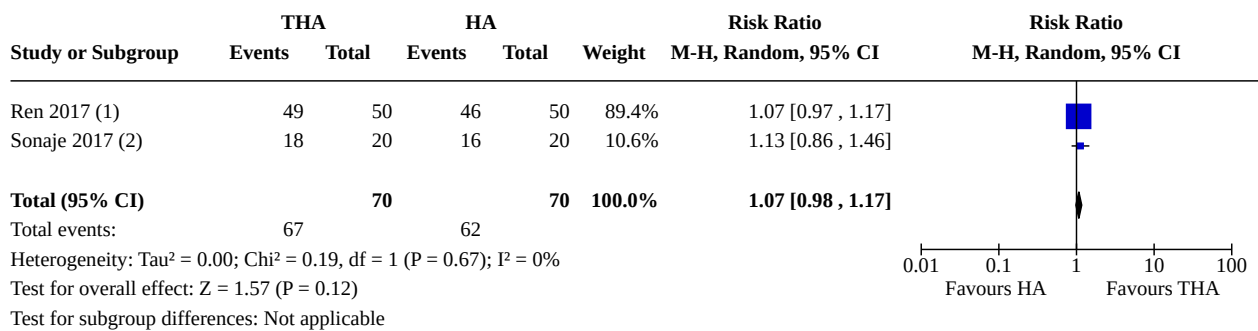 THA HA Risk Ratio Risk Ratio
Study or Subgroup Events Total Events Total Weight M-H, Random, 95% CI M-H, Random, 95% CI
Ren 2017 (1) 49 50 46 50 89.4% 1.07 [0.97 , 1.17]
Sonaje 2017 (2) 18 20 16 20 10.6% 1.13 [0.86 , 1.46]
Total (95% CI) 70 70 100.0% 1.07 [0.98 , 1.17]
Total events: 67 62
Heterogeneity: Tau² = 0.00; Chi² = 0.19, df = 1 (P = 0.67); I² = 0%
0.01 0.1 1 10 100
Test for overall effect: Z = 1.57 (P = 0.12)
Favours HA Favours THA
Test for subgroup differences: Not applicable